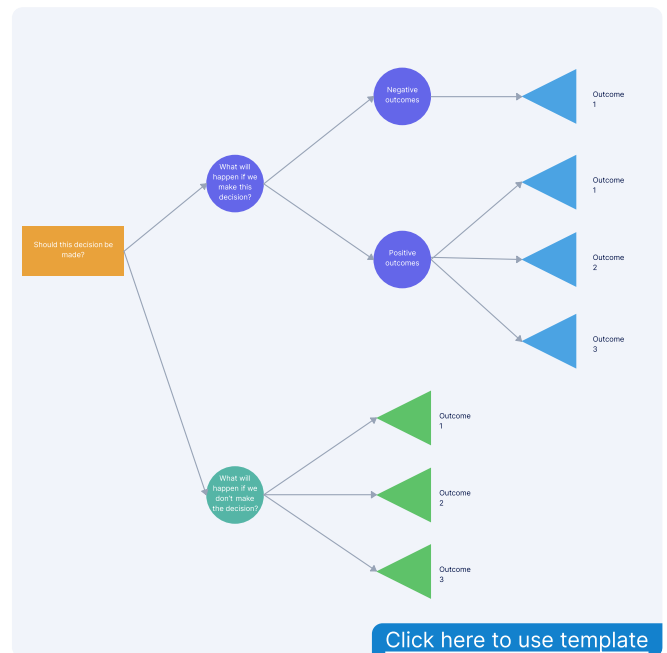 Negative
outcomes
Outcome
1
What will
happen if we
make this
decision?
Outcome
1
Should this decision be
made?
Positive
outcomes
Outcome
2
Outcome
3
Outcome
1
What will
happen if we
don't make
the decision?
Outcome
2
Outcome
3
Click here to use template